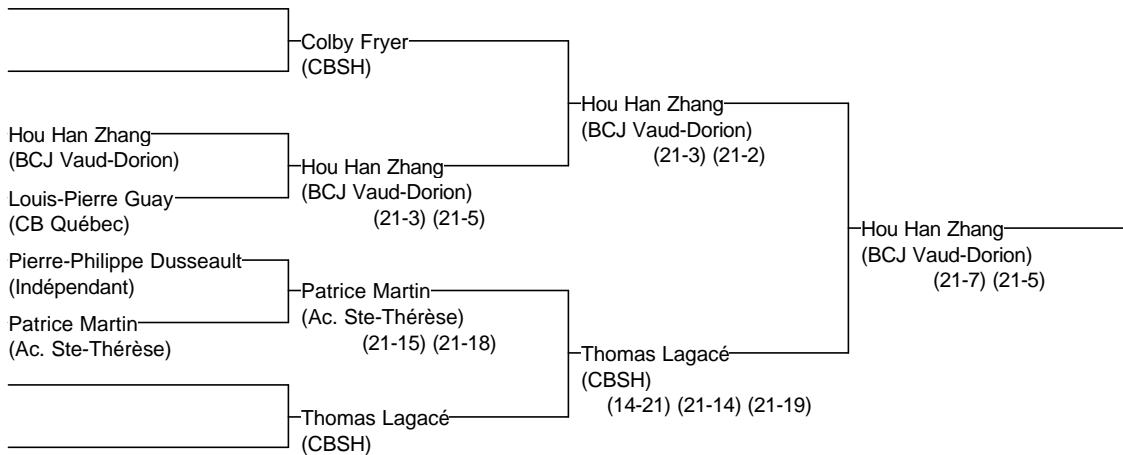 Colby Fryer
(CBSH)
Hou Han Zhang
(BCJ Vaud-Dorion)
(21-3) (21-2)
Hou Han Zhang
(BCJ Vaud-Dorion)
Hou Han Zhang
(BCJ Vaud-Dorion)
(21-3) (21-5)
Louis-Pierre Guay
(CB Québec)
Hou Han Zhang
(BCJ Vaud-Dorion)
(21-7) (21-5)
Pierre-Philippe Dusseault
(Indépendant)
Patrice Martin
(Ac. Ste-Thérèse)
(21-15) (21-18)
Patrice Martin
(Ac. Ste-Thérèse)
Thomas Lagacé
(CBSH)
(14-21) (21-14) (21-19)
Thomas Lagacé
(CBSH)